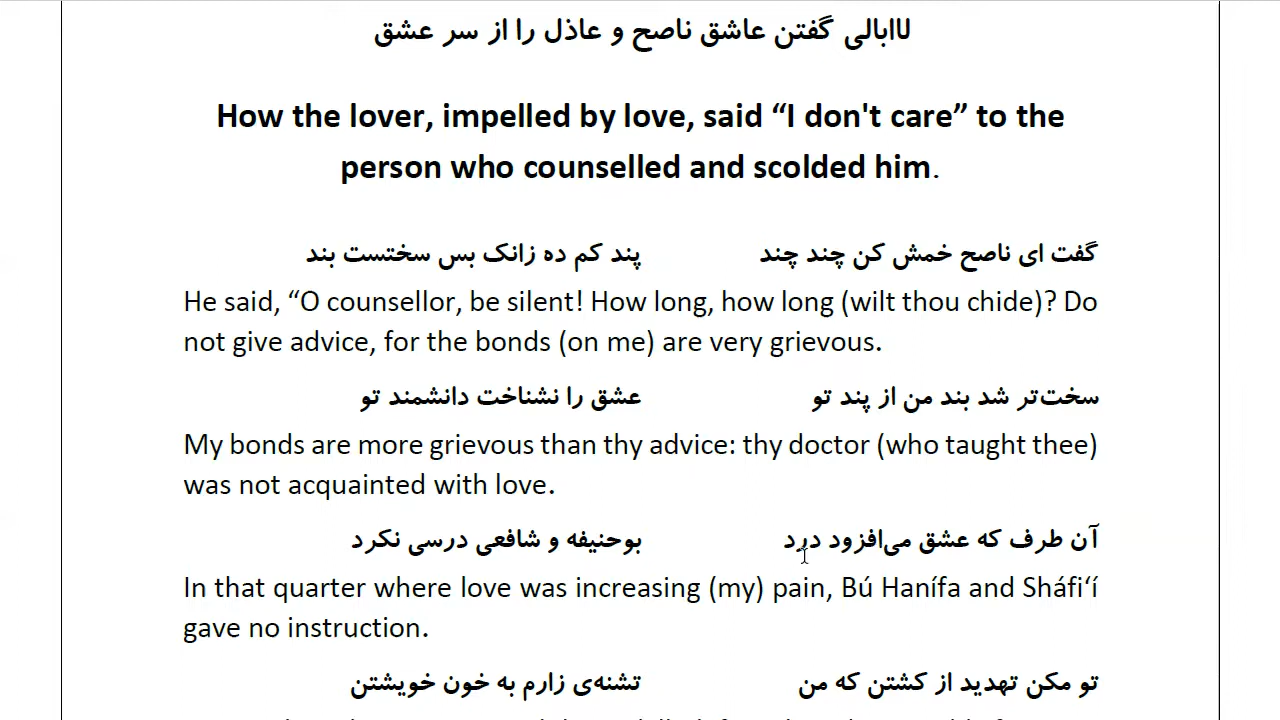 لاابالی گفتن عاشق ناصح و عاذل را از سر عشق
How the lover, impelled by love, said “I don't care” to the
person who counselled and scolded him.
گفت ای ناصح خمش کن چند چند پند کم ده زانک بس سختست بند
He said, “O counsellor, be silent! How long, how long (wilt thou chide)? Do
not give advice, for the bonds (on me) are very grievous.
سخت‌تر شد بند من از پند تو عشق را نشناخت دانشمند تو
My bonds are more grievous than thy advice: thy doctor (who taught thee)
was not acquainted with love.
آن طرف که عشق می‌افزود درد بوحنیفه و شافعی درسی نکرد
In that quarter where love was increasing (my) pain, Bú Hanífa and Sháfi‘í
gave no instruction.
تو مکن تهدید از کشتن که من تشنه‌ی زارم به خون خویشتن